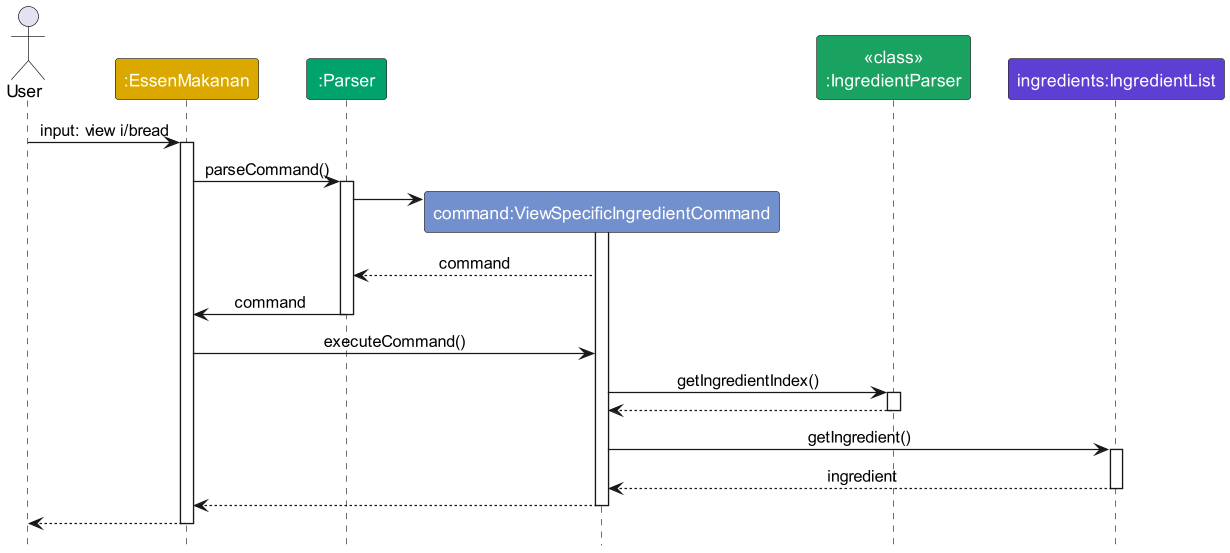 User
:EssenMakanan
:Parser
«class»
:IngredientParser
ingredients:IngredientList
input: view i/bread
parseCommand()
command:ViewSpecificIngredientCommand
command
command
executeCommand()
getIngredientIndex()
getIngredient()
ingredient